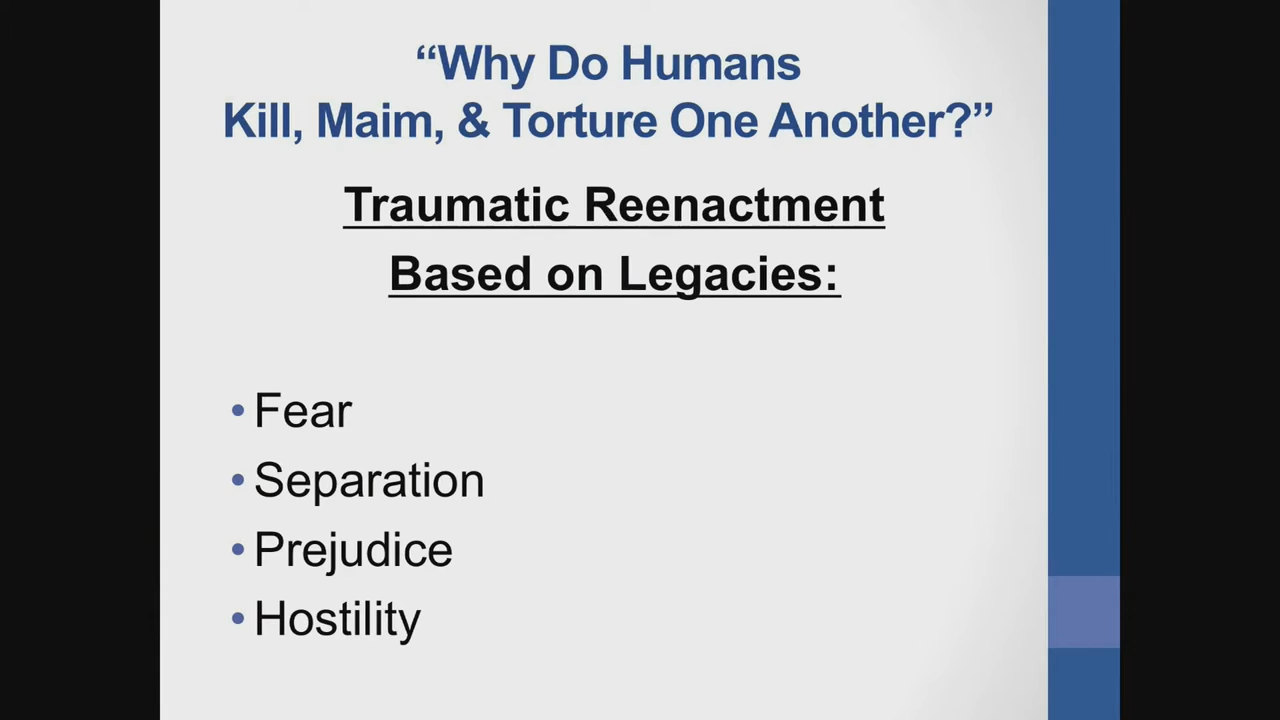 “Why Do Humans
Kill, Maim, & Torture One Another?”
Traumatic Reenactment
Based on Legacies:
• Fear
• Separation
• Prejudice
• Hostility